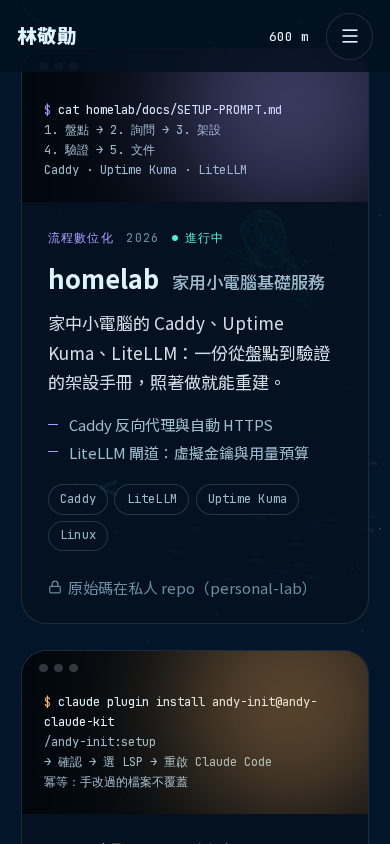 林敬勛
600 m
$ cat homelab/docs/SETUP-PROMPT.md
1. 盤點 → 2. 詢問 → 3. 架設
4. 驗證 → 5. 文件
Caddy · Uptime Kuma · LiteLLM
流程數位化 2026 ● 進行中
homelab 家用小電腦基礎服務
家中小電腦的 Caddy、Uptime
Kuma、LiteLLM：一份從盤點到驗證
的架設手冊，照著做就能重建。
Caddy 反向代理與自動 HTTPS
LiteLLM 閘道：虛擬金鑰與用量預算
Caddy
LiteLLM
Uptime Kuma
Linux
原始碼在私人 repo（personal-lab）
$ claude plugin install andy-init@andy-
claude-kit
/andy-init:setup
→ 確認 → 選 LSP → 重啟 Claude Code
冪等：手改過的檔案不覆蓋